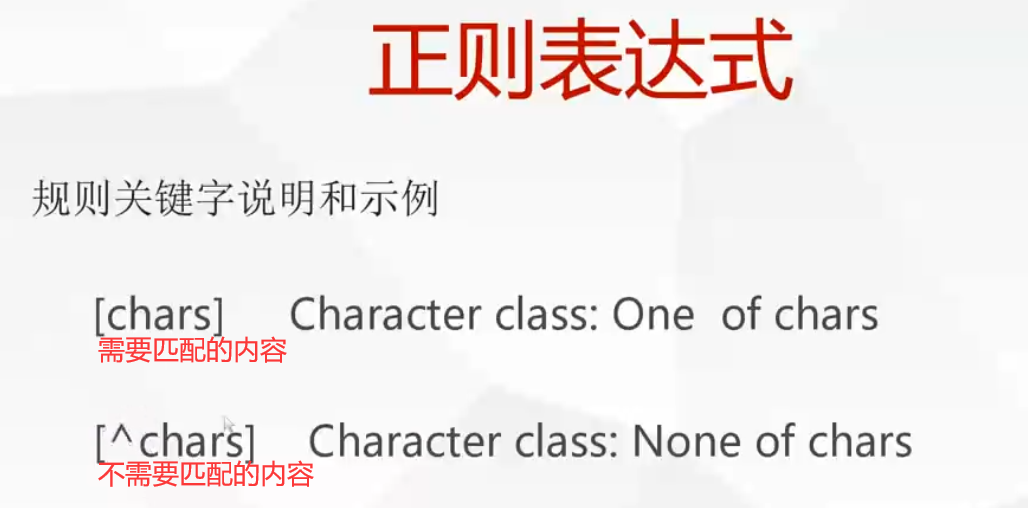 正则表达式
规则关键字说明和示例
[chars] Character class: One of chars
需要匹配的内容
[^chars] Character class: None of chars
不需要匹配的内容